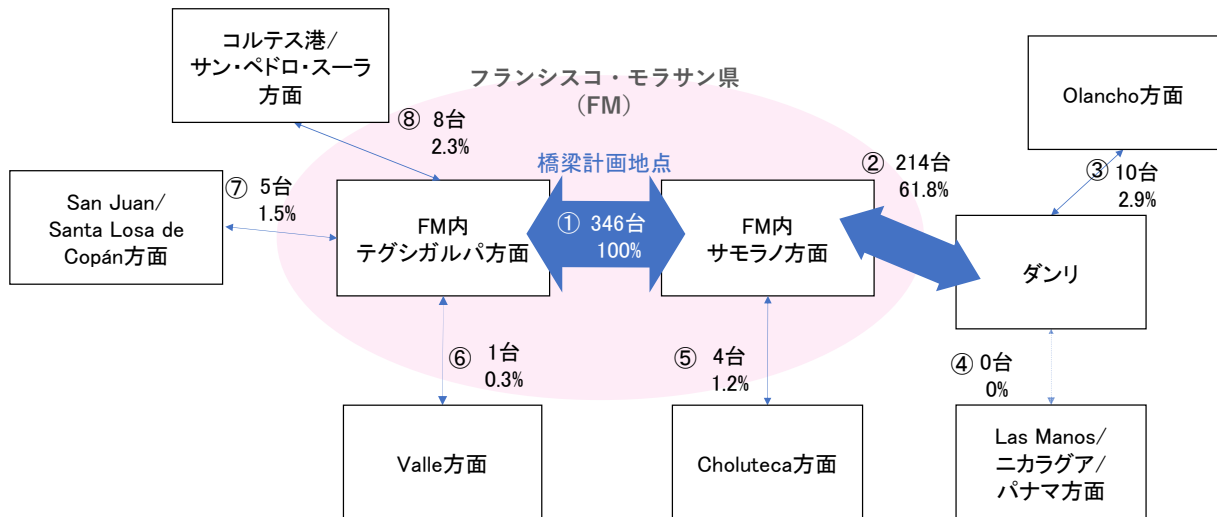 コルテス港/
サン・ペドロ・スーラ
方面
フランシスコ・モラサン県
(FM)
Olancho方面
⑧ 8台
2.3%
橋梁計画地点
② 214台
61.8%
③ 10台
2.9%
⑦ 5台
1.5%
San Juan/
Santa Losa de
Copán方面
FM内
テグシガルパ方面
① 346台
100%
FM内
サモラノ方面
ダンリ
⑥ 1台
0.3%
⑤ 4台
1.2%
④ 0台
0%
Valle方面
Choluteca方面
Las Manos/
ニカラグア/
パナマ方面